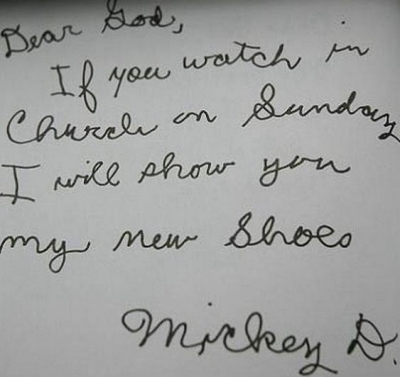 Dear God,
If you watch in
Church on Sunday
I will show you
my new Shoes
Mickey D.